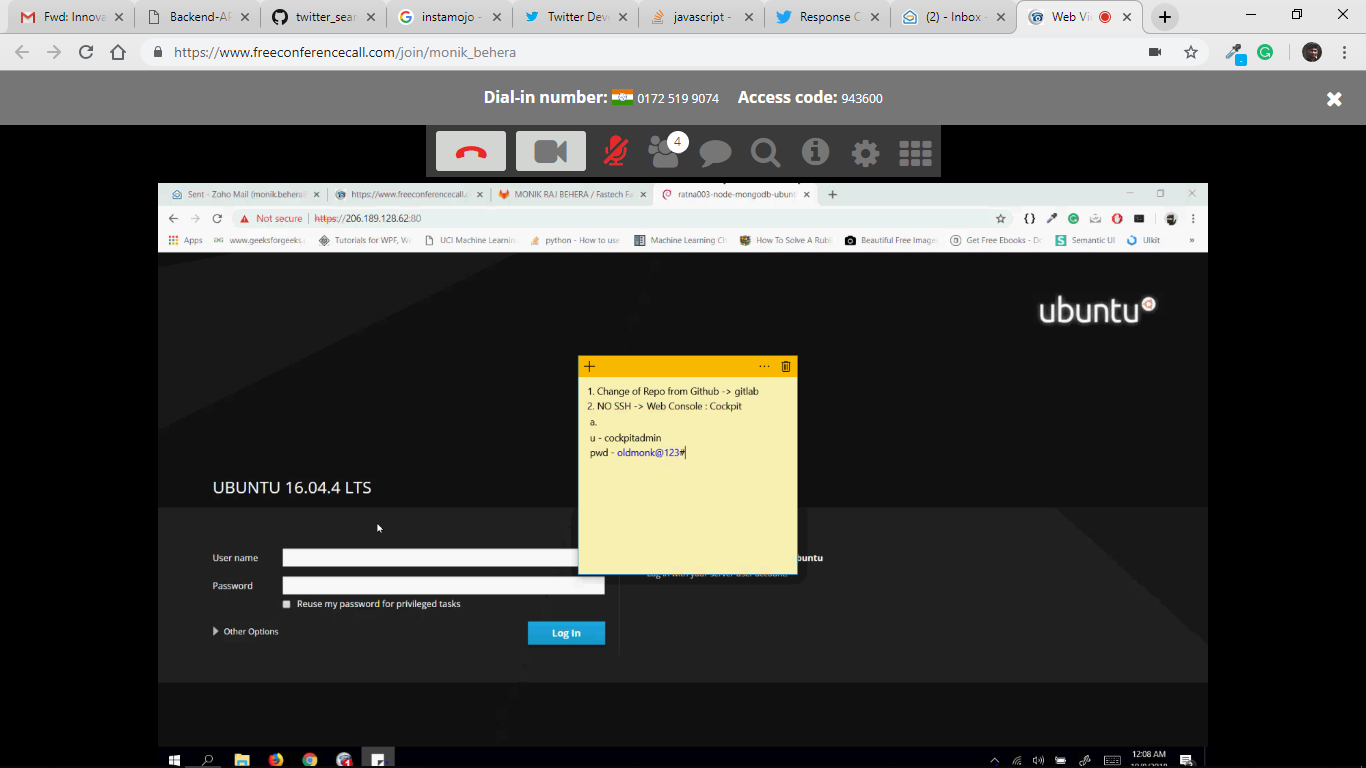 Fwd: Innova
Backend-AP
twitter_sear
instamojo -
Twitter Dev
javascript -
Response C
(2) - Inbox -
Web Vi
https://www.freeconferencecall.com/join/monik_behera
Dial-in number: 0172 519 9074 Access code: 943600
4
Sent - Zoho Mail (monik.behera
https://www.freeconferencecall.
MONIK RAJ BEHERA / Fastech Fa
ratna003-node-mongodb-ubunt
Not secure | https://206.189.128.62:80
Apps
www.geeksforgeeks.
Tutorials for WPF, W
UCI Machine Learnin
python - How to use
Machine Learning
How To Solve A Rubi
Beautiful Free Image
Get Free Ebooks -
Semantic UI
UIkit
»
ubuntu
1. Change of Repo from Github -> gitlab
2. NO SSH -> Web Console : Cockpit
a.
u - cockpitadmin
pwd - oldmonk@123#
UBUNTU 16.04.4 LTS
User name
buntu
Password
Log in with your server user account.
Reuse my password for privileged tasks
Other Options
Log In
12:08 AM